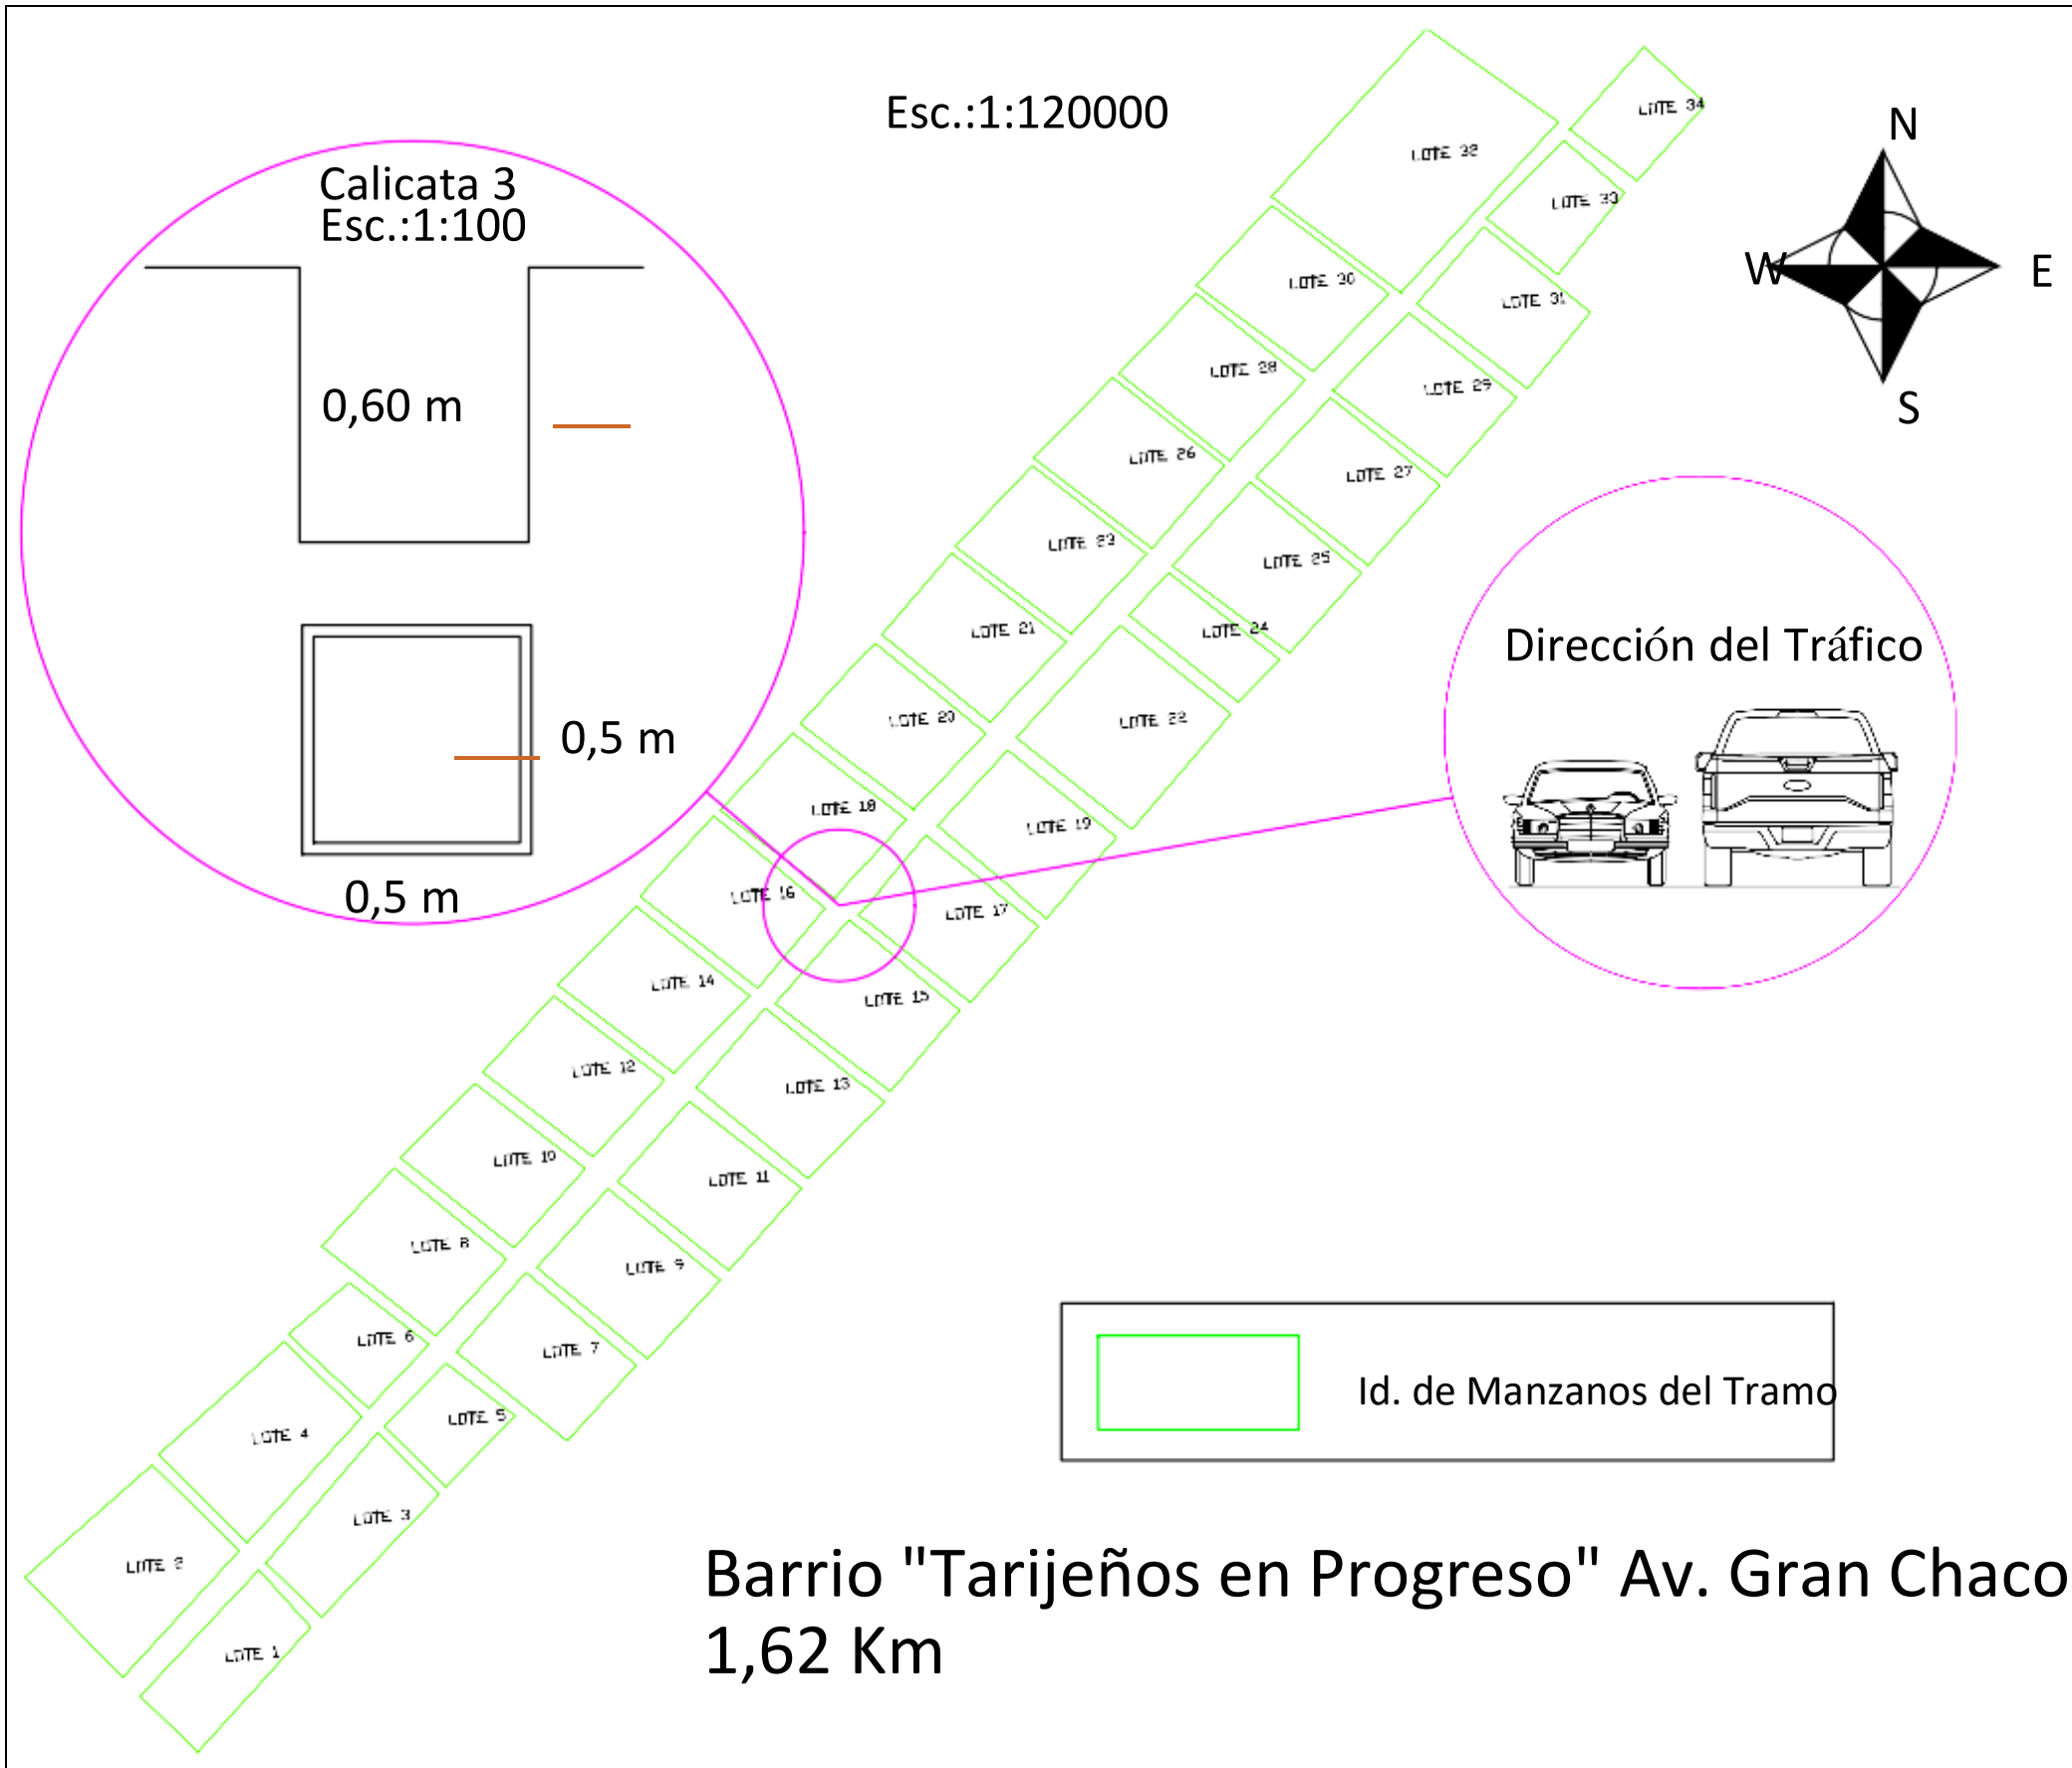 Esc.:1:120000
Calicata 3
Esc.:1:100
0,60 m
0,5 m
0,5 m
N
W
E
S
LOTE 34
LOTE 32
LOTE 33
LOTE 30
LOTE 31
LOTE 28
LOTE 29
LOTE 26
LOTE 27
LOTE 23
LOTE 25
LOTE 21
LOTE 24
LOTE 20
LOTE 22
LOTE 18
LOTE 19
LOTE 16
LOTE 17
LOTE 14
LOTE 15
LOTE 12
LOTE 13
LOTE 10
LOTE 11
LOTE 8
LOTE 9
LOTE 6
LOTE 7
LOTE 4
LOTE 5
LOTE 3
LOTE 2
LOTE 1
Dirección del Tráfico
Id. de Manzanos del Tramo
Barrio "Tarijeños en Progreso" Av. Gran Chaco
1,62 Km